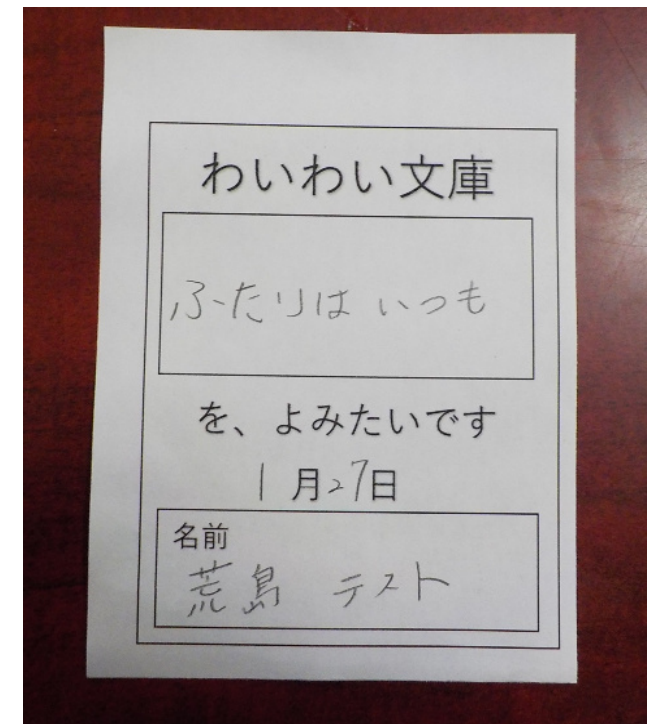 わいわい文庫
ふたりは いつも
を、よみたいです
1月27日
名前
荒島 テスト